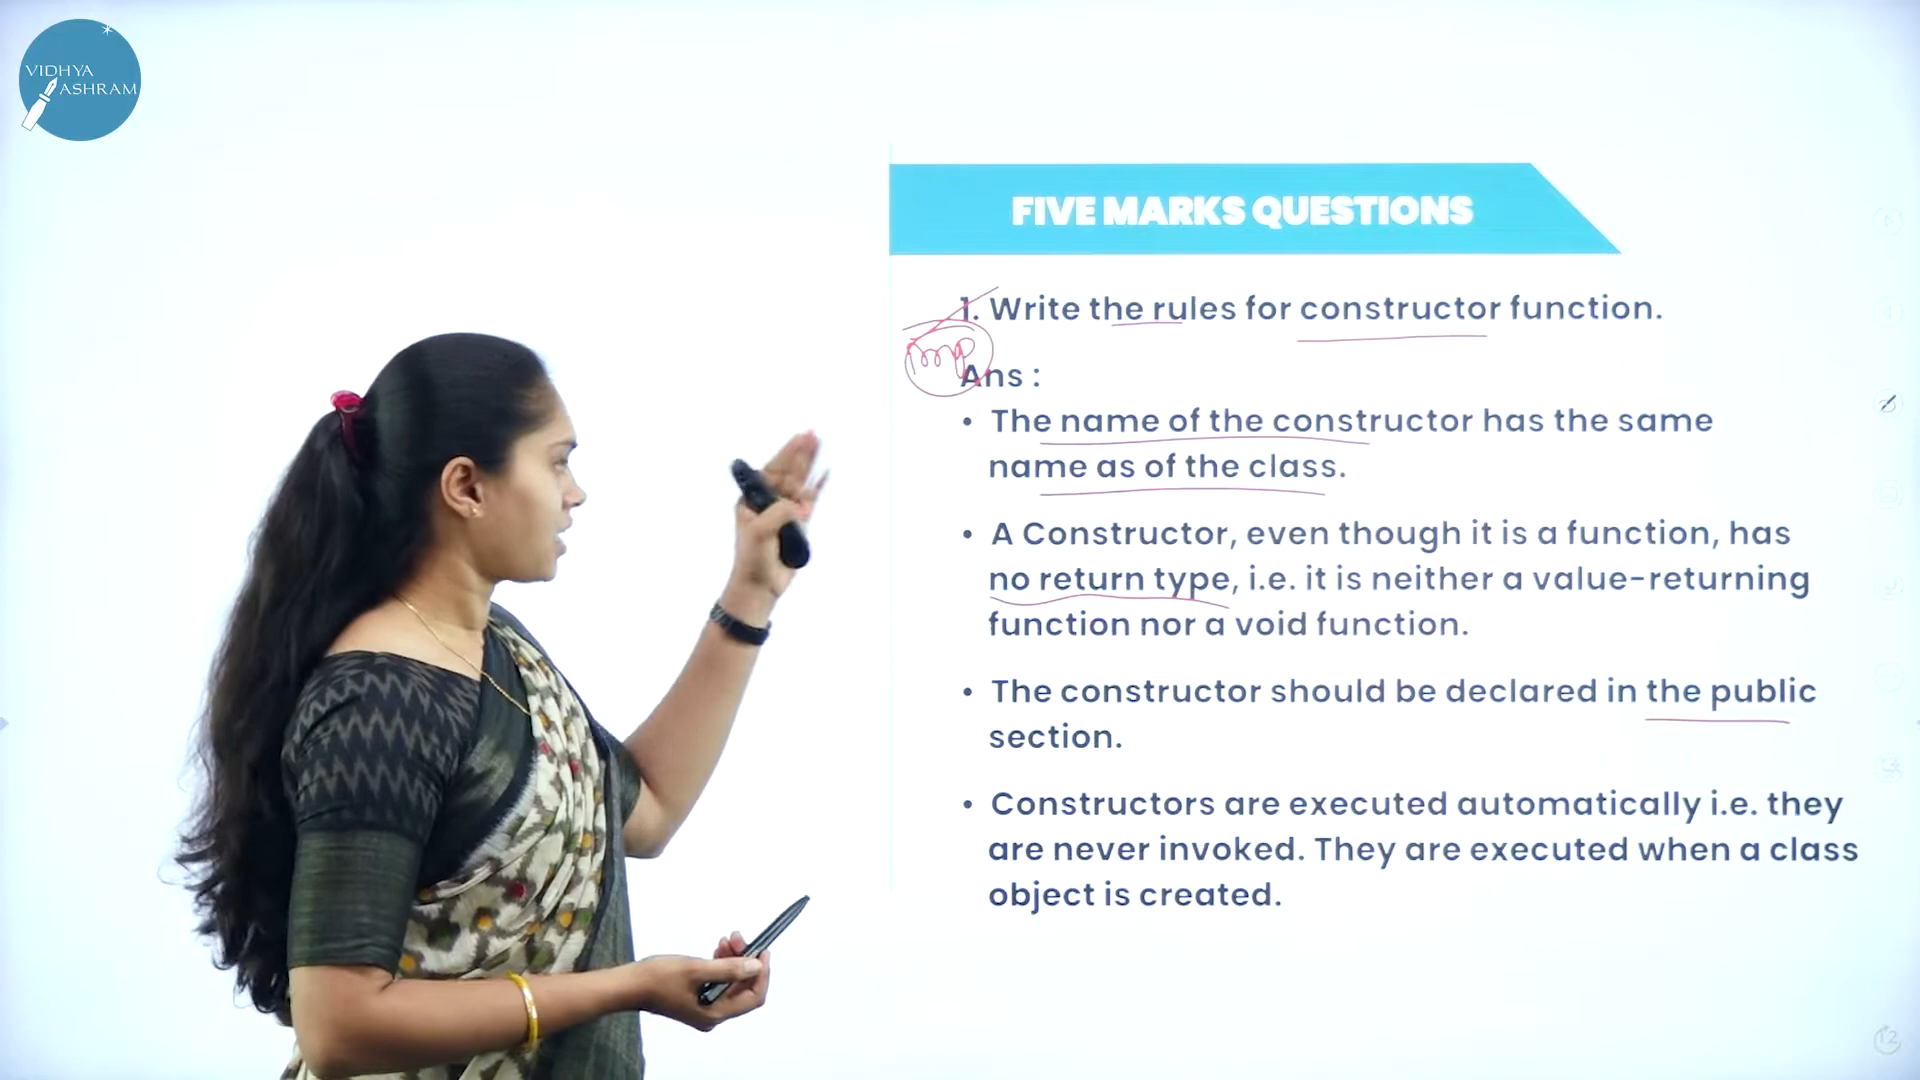 VIDHYA
ASHRAM
FIVE MARKS QUESTIONS
1. Write the rules for constructor function.
Imp
Ans :
• The name of the constructor has the same
name as of the class.
• A Constructor, even though it is a function, has
no return type, i.e. it is neither a value-returning
function nor a void function.
• The constructor should be declared in the public
section.
• Constructors are executed automatically i.e. they
are never invoked. They are executed when a class
object is created.
12